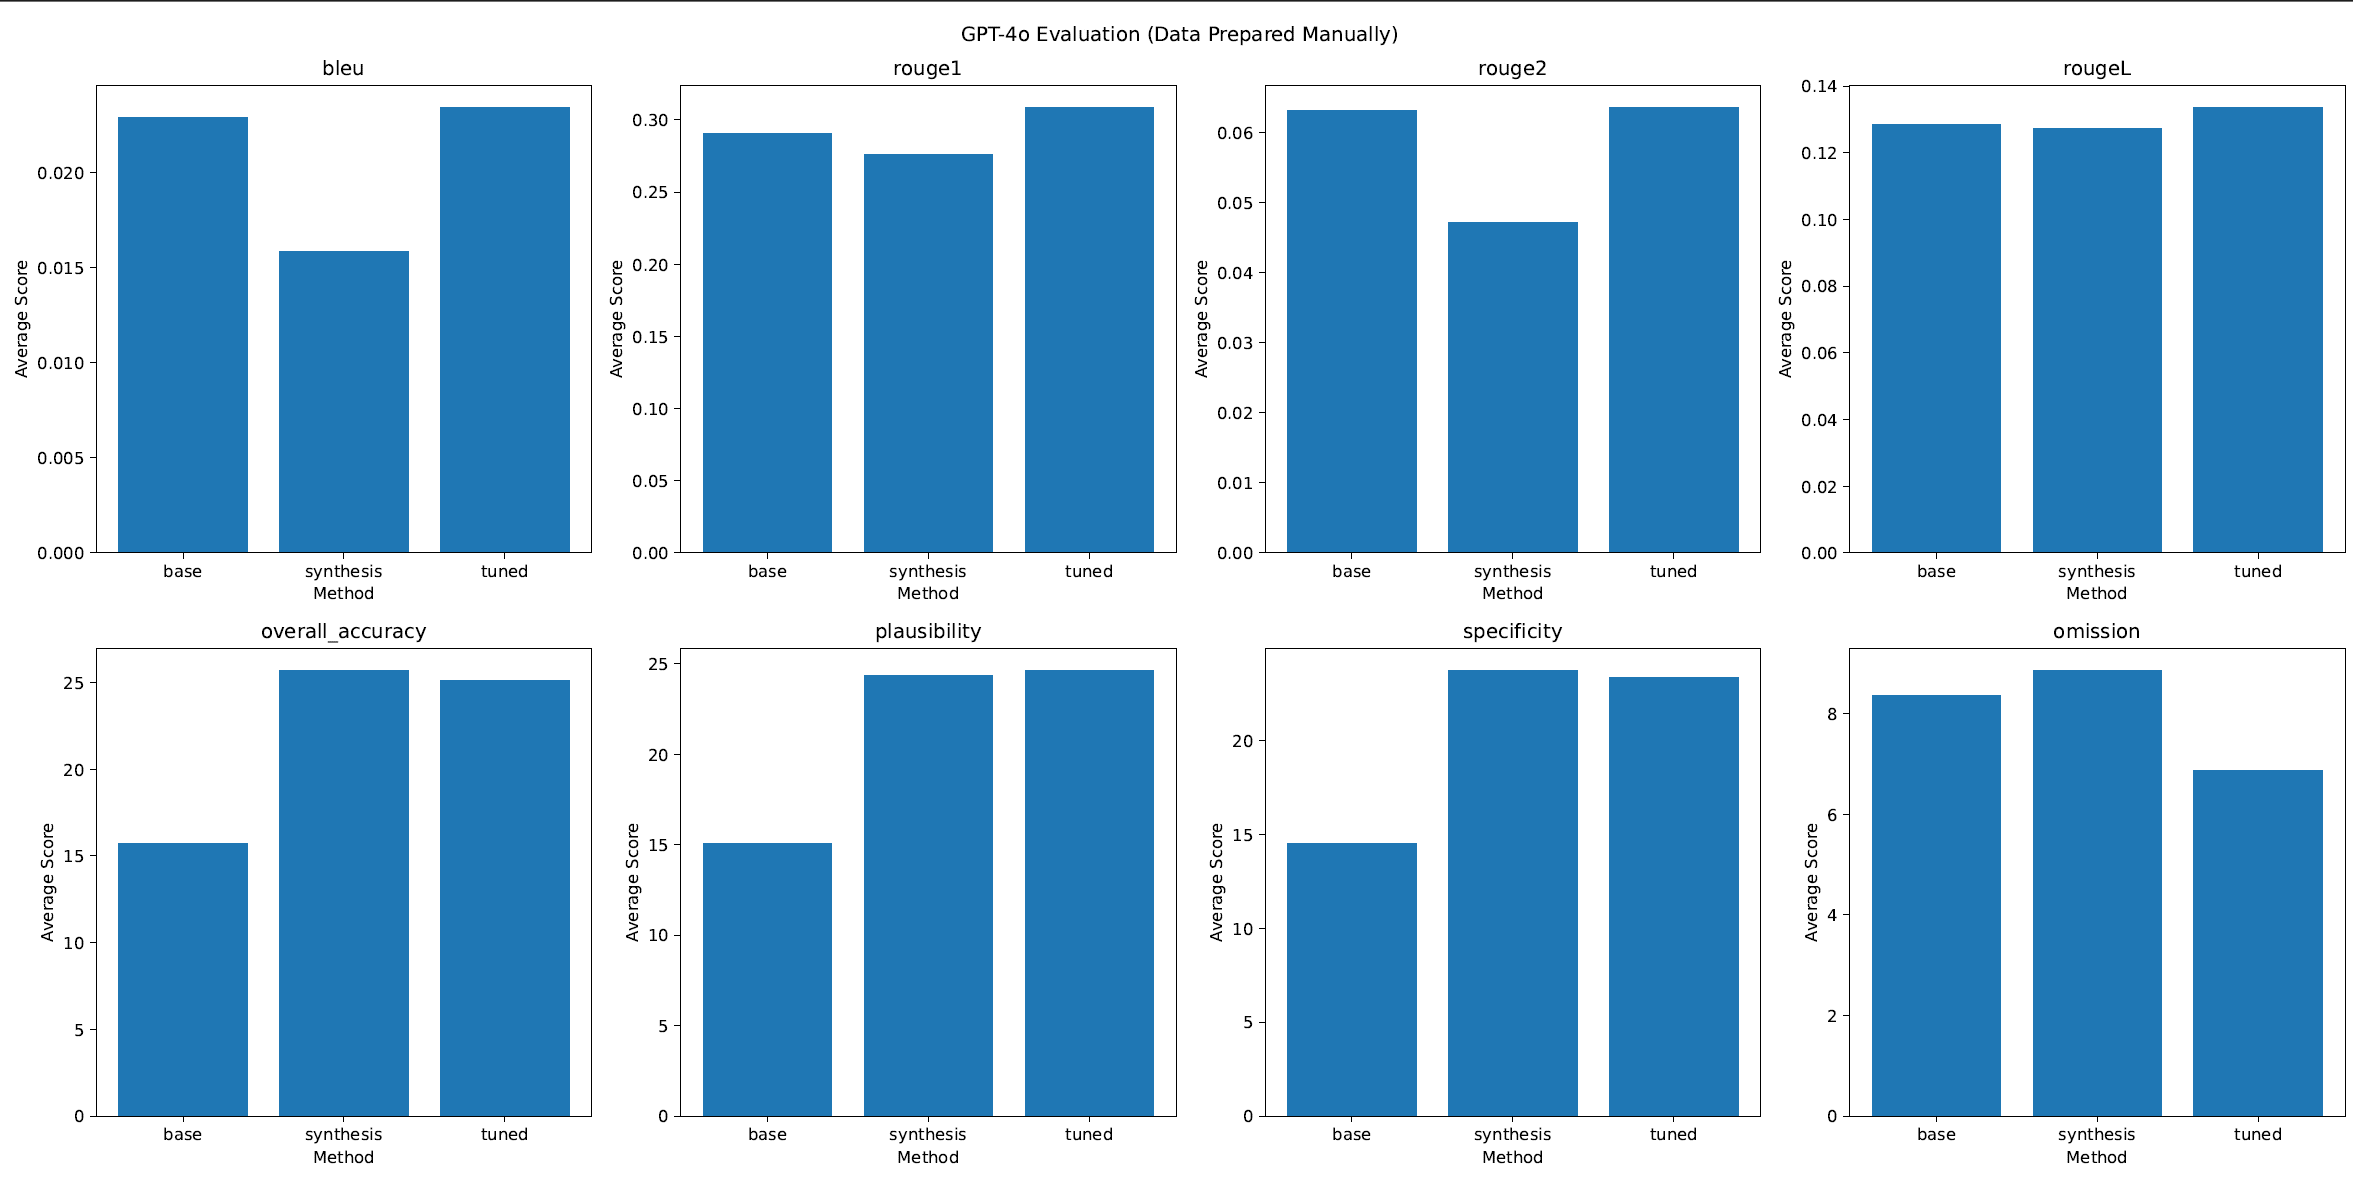 GPT-4o Evaluation (Data Prepared Manually)
bleu
Average Score
0.020
0.015
0.010
0.005
0.000
base synthesis tuned
Method
rouge1
Average Score
0.30
0.25
0.20
0.15
0.10
0.05
0.00
base synthesis tuned
Method
rouge2
Average Score
0.06
0.05
0.04
0.03
0.02
0.01
0.00
base synthesis tuned
Method
rougeL
Average Score
0.14
0.12
0.10
0.08
0.06
0.04
0.02
0.00
base synthesis tuned
Method
overall_accuracy
Average Score
25
20
15
10
5
0
base synthesis tuned
Method
plausibility
Average Score
25
20
15
10
5
0
base synthesis tuned
Method
specificity
Average Score
20
15
10
5
0
base synthesis tuned
Method
omission
Average Score
8
6
4
2
0
base synthesis tuned
Method